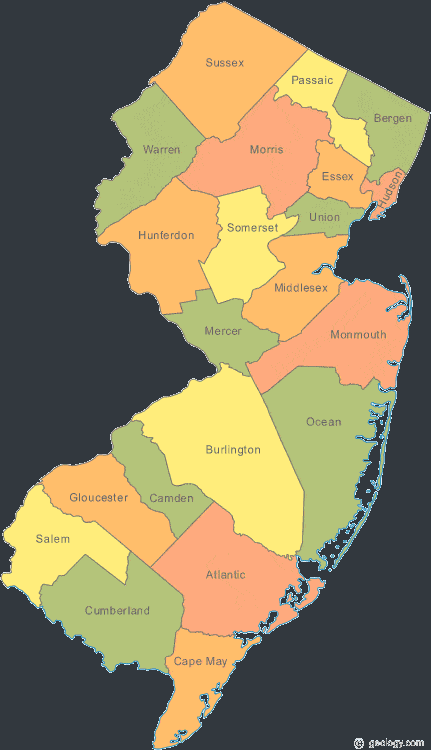 Sussex
Passaic
Bergen
Warren
Morris
Essex
Hudson
Union
Somerset
Hunterdon
Middlesex
Mercer
Monmouth
Ocean
Burlington
Gloucester
Camden
Salem
Atlantic
Cumberland
Cape May
© geology.com